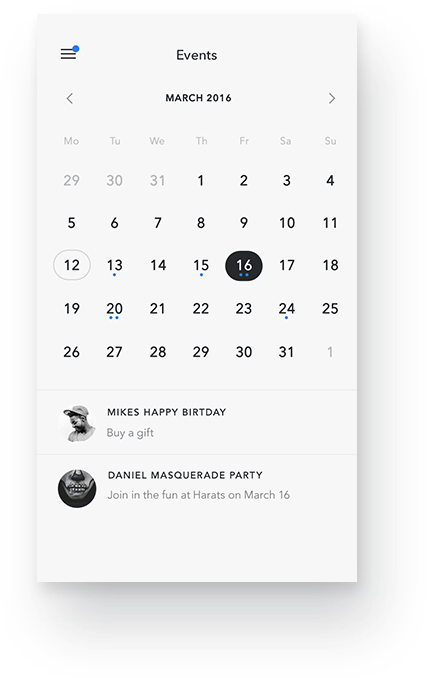 Events
MARCH 2016
Mo Tu We Th Fr Sa Su
29 30 31 1 2 3 4
5 6 7 8 9 10 11
12 13 14 15 16 17 18
19 20 21 22 23 24 25
26 27 28 29 30 31 1
MIKES HAPPY BIRTDAY
Buy a gift
DANIEL MASQUERADE PARTY
Join in the fun at Harats on March 16